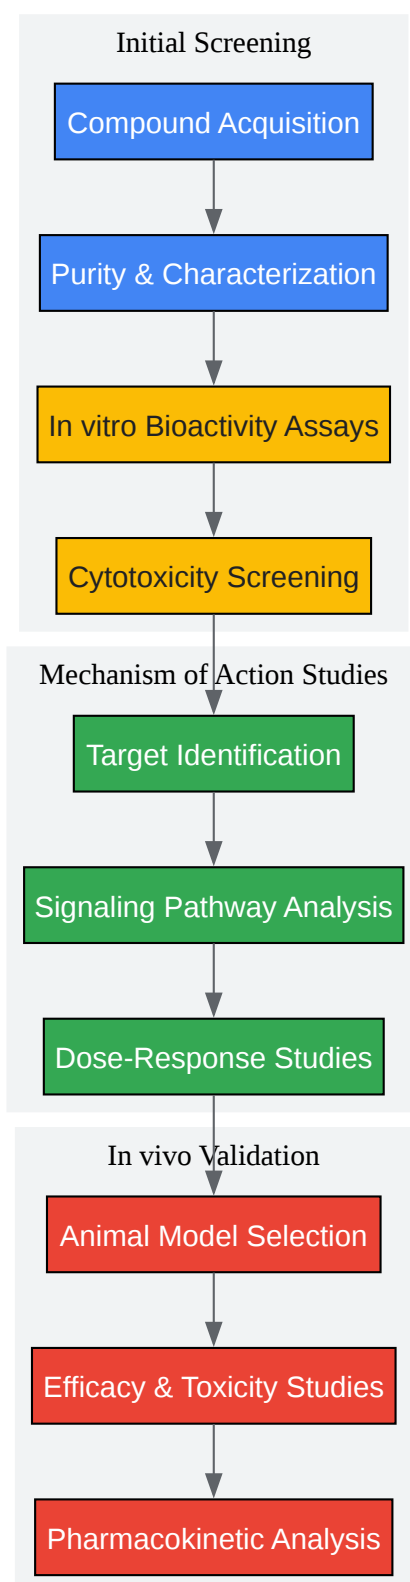 Initial Screening
Compound Acquisition
Purity & Characterization
In vitro Bioactivity Assays
Cytotoxicity Screening
Mechanism of Action Studies
Target Identification
Signaling Pathway Analysis
Dose-Response Studies
In vivo Validation
Animal Model Selection
Efficacy & Toxicity Studies
Pharmacokinetic Analysis